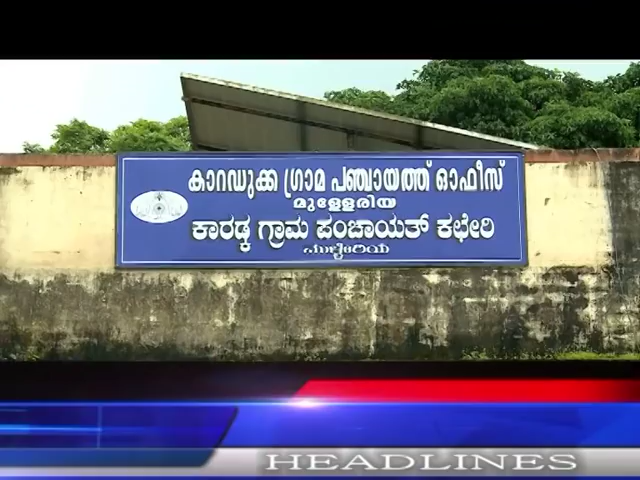 കാറഡുക്ക ഗ്രാമ പഞ്ചായത്ത് ഓഫീസ്
മുള്ളേരിയ
ಕಾರಡ್ಕ ಗ್ರಾಮ ಪಂಚಾಯತ್ ಕಛೇರಿ
ಮುಳ್ಳೇರಿಯ
HEADLINES